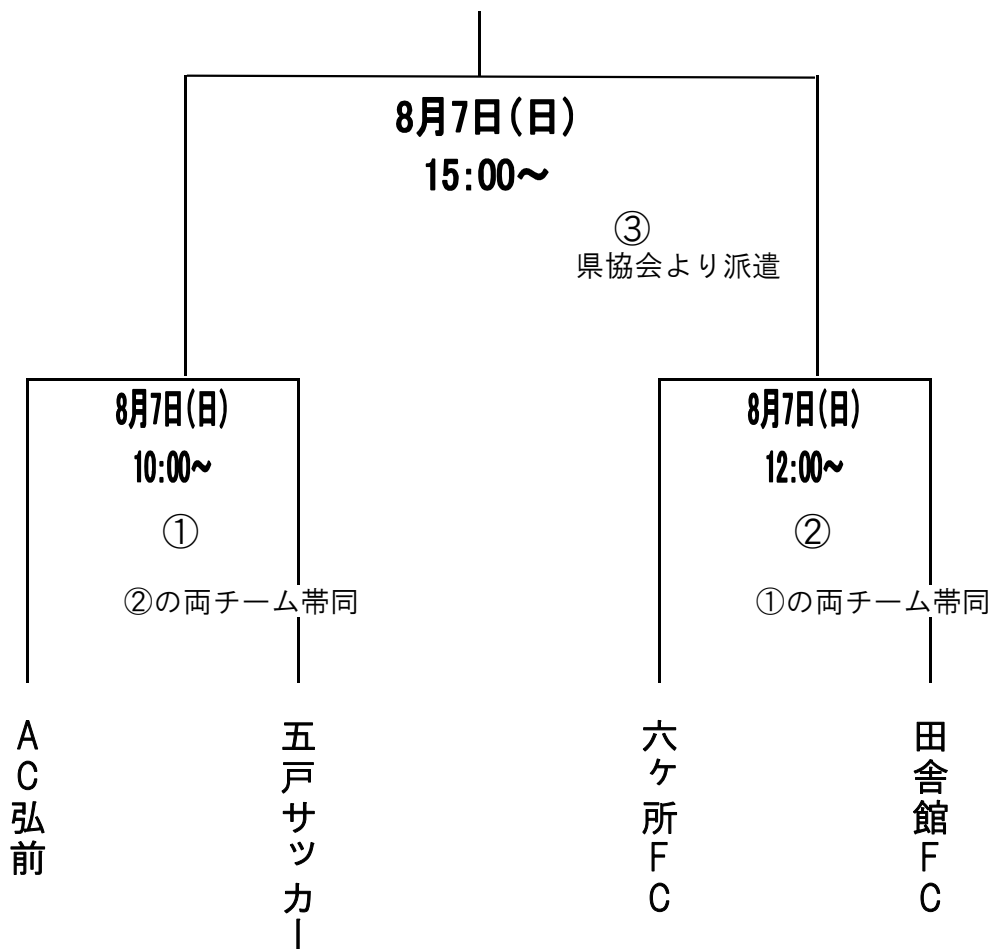 8月7日(日)
15:00～
③
県協会より派遣
8月7日(日)
10:00～
①
②の両チーム帯同
8月7日(日)
12:00～
②
①の両チーム帯同
AC弘前
五戸サッカー
六ケ所FC
田舎館FC